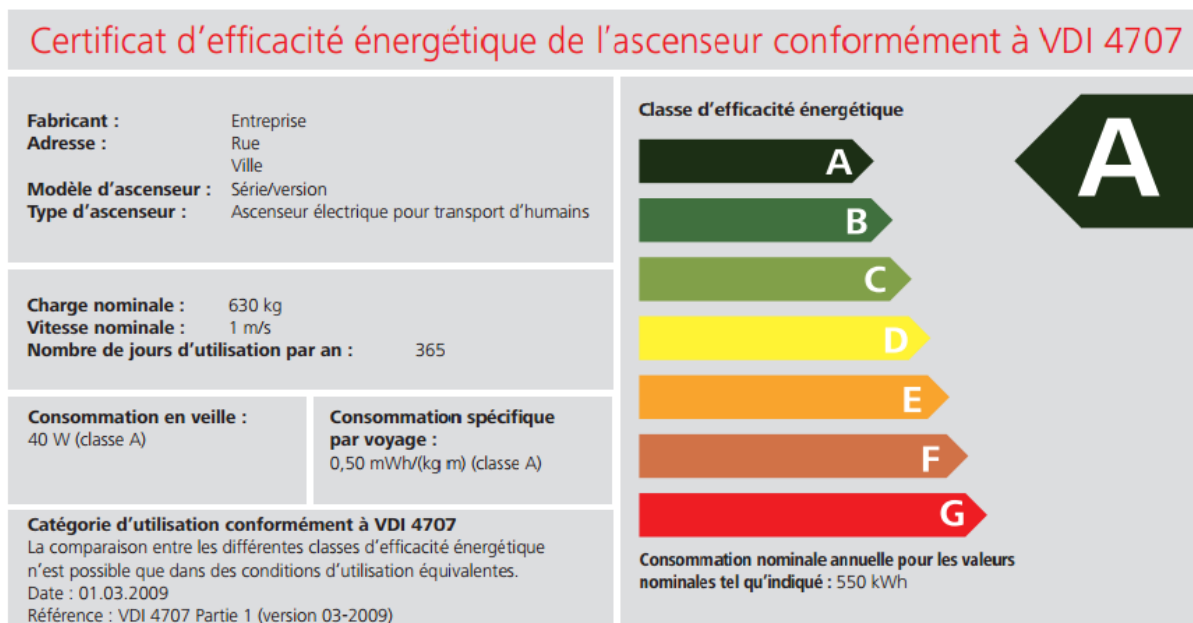 Certificat d’efficacité énergétique de l’ascenseur conformément à VDI 4707
Fabricant : Entreprise
Adresse : Rue
Ville
Modèle d’ascenseur : Série/version
Type d’ascenseur : Ascenseur électrique pour transport d’humains
Charge nominale : 630 kg
Vitesse nominale : 1 m/s
Nombre de jours d’utilisation par an : 365
Consommation en veille :
40 W (classe A)
Consommation spécifique
par voyage :
0,50 mWh/(kg m) (classe A)
Catégorie d’utilisation conformément à VDI 4707
La comparaison entre les différentes classes d’efficacité énergétique
n’est possible que dans des conditions d’utilisation équivalentes.
Date : 01.03.2009
Référence : VDI 4707 Partie 1 (version 03-2009)
Classe d’efficacité énergétique
A
A
B
C
D
E
F
G
Consommation nominale annuelle pour les valeurs
nominales tel qu’indiqué : 550 kWh